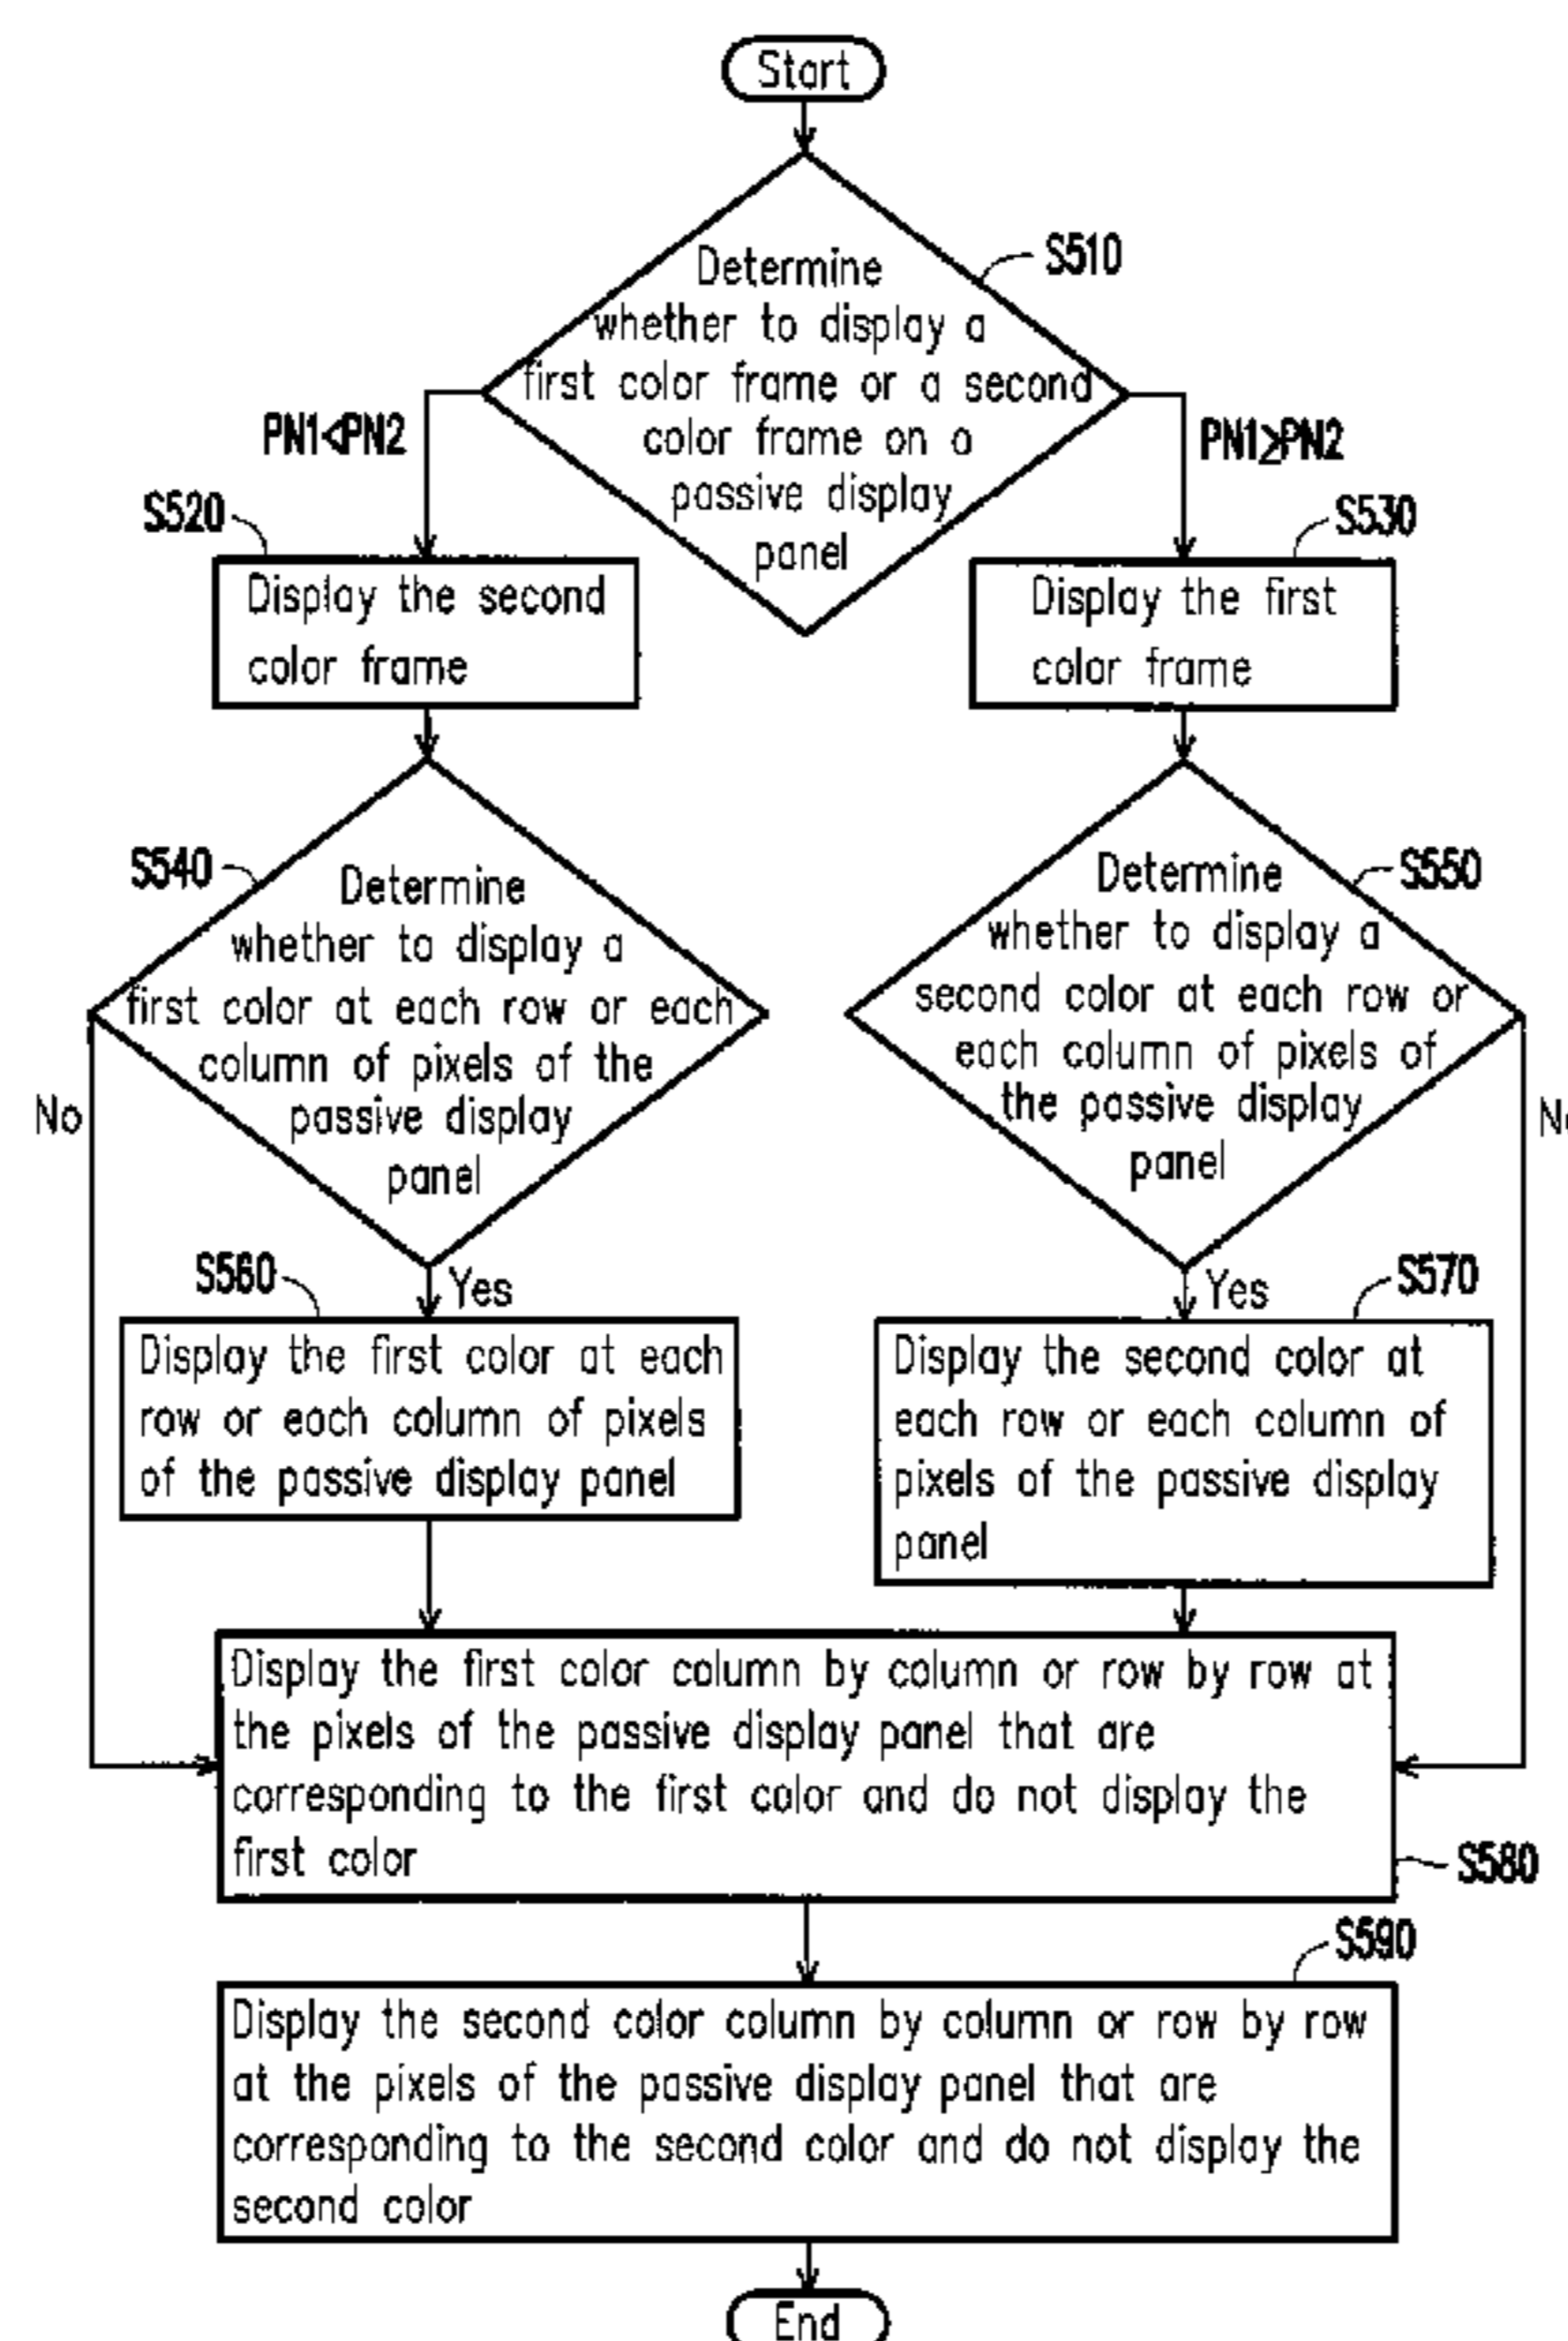 Start
Determine
whether to display a
first color frame or a second
color frame on a
passive display
panel
S510
PN1<PN2
PN1≥PN2
S520
Display the second
color frame
S530
Display the first
color frame
S540
Determine
whether to display a
first color at each row or each
column of pixels of the
passive display
panel
No
Yes
S550
Determine
whether to display a
second color at each row or
each column of pixels of
the passive display
panel
Yes
S560
Display the first color at each
row or each column of pixels
of the passive display panel
S570
Display the second color at
each row or each column of
pixels of the passive display
panel
Display the first color column by column or row by row at
the pixels of the passive display panel that are
corresponding to the first color and do not display the
first color
S580
S590
Display the second color column by column or row by row
at the pixels of the passive display panel that are
corresponding to the second color and do not display the
second color
End